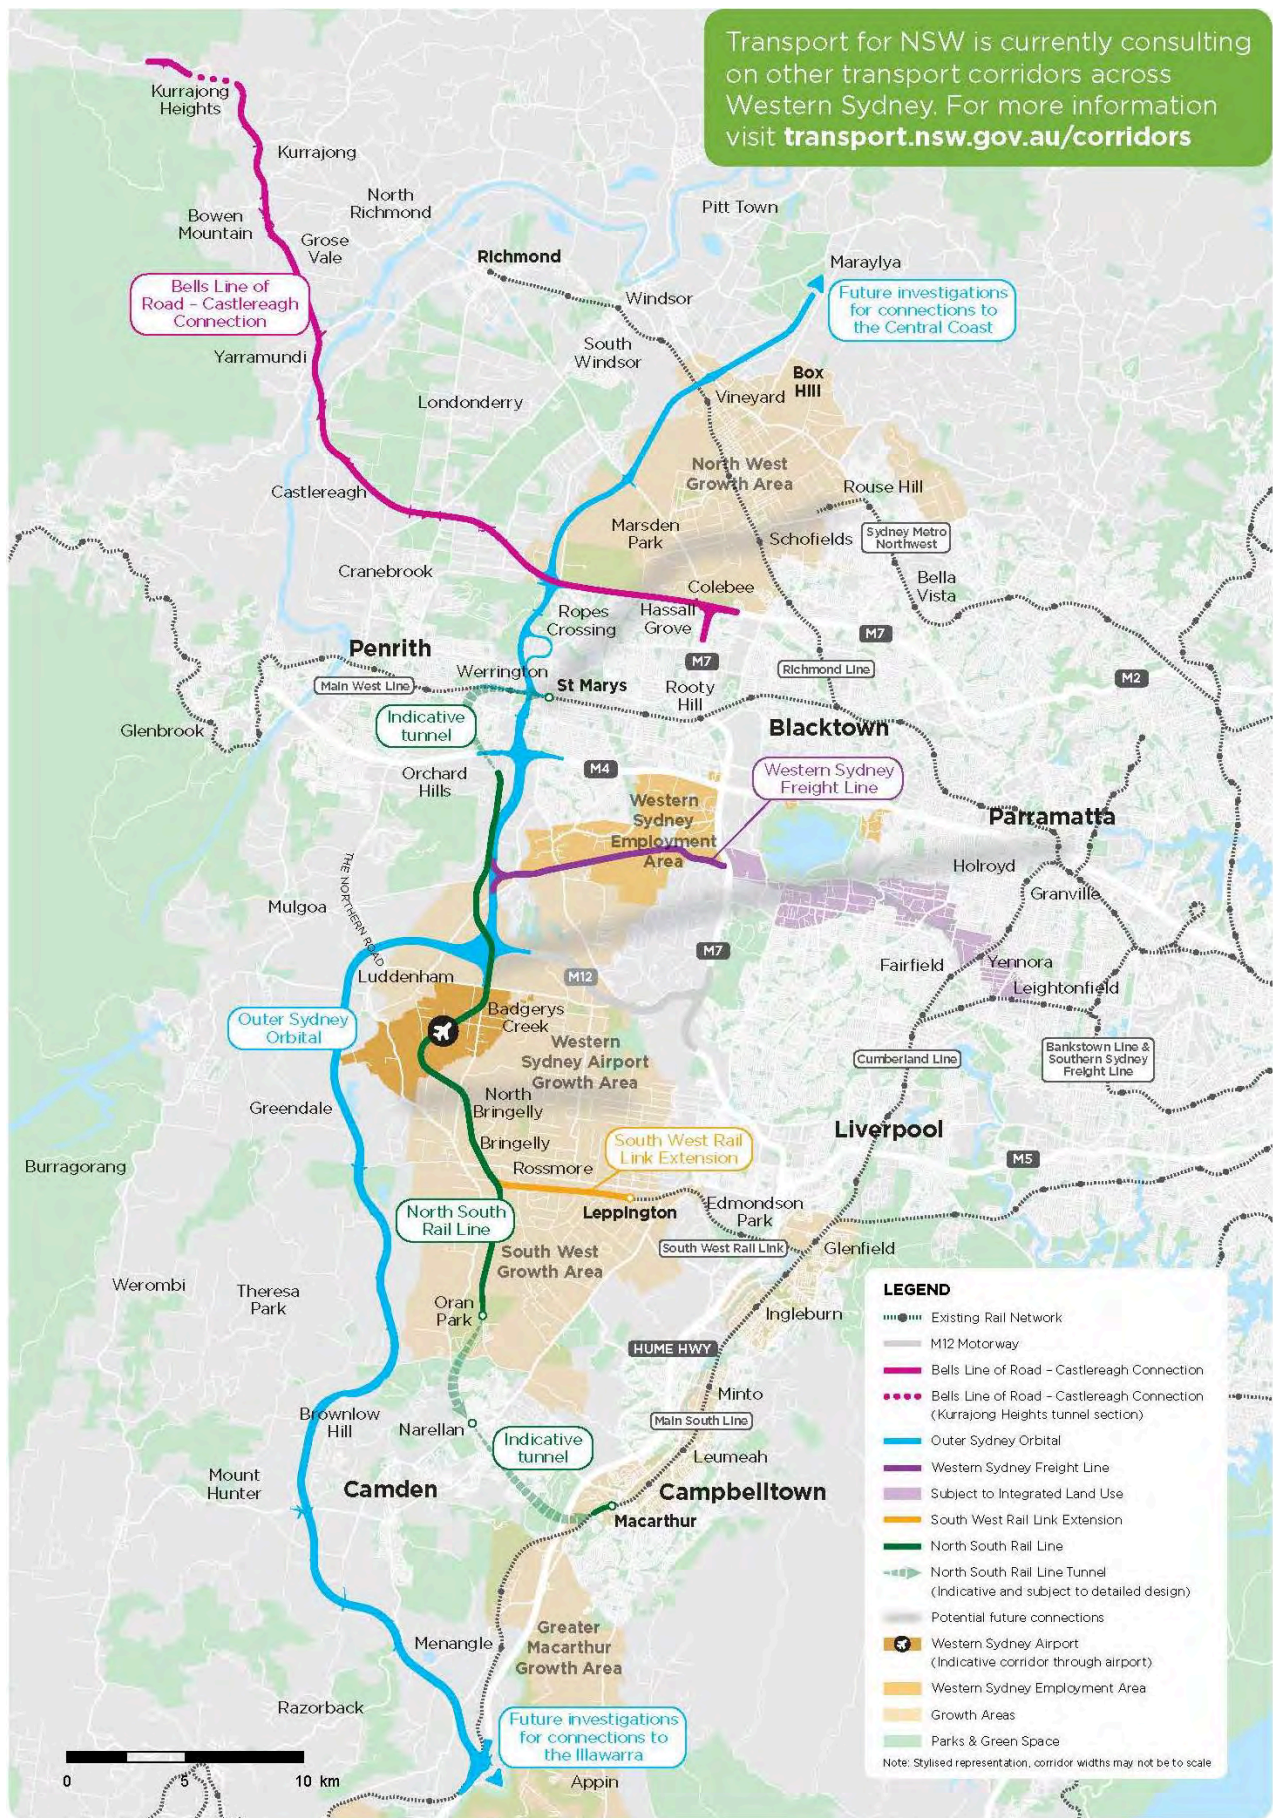 Transport for NSW is currently consulting
on other transport corridors across
Western Sydney. For more information
visit transport.nsw.gov.au/corridors
Kurrajong
Heights
Kurrajong
North
Richmond
Bowen
Mountain
Grose
Vale
Pitt Town
Richmond
Maraylya
Bells Line of
Road – Castlereagh
Connection
Windsor
Future investigations
for connections to
the Central Coast
South
Windsor
Yarramundi
Box
Hill
Vineyard
Londonderry
North West
Growth Area
Castlereagh
Rouse Hill
Marsden
Park
Schofields
Sydney Metro
Northwest
Cranebrook
Colebee
Bella
Vista
Ropes
Crossing
Hassall
Grove
M7
Penrith
M7
Richmond Line
Werrington
St Marys
Rooty
Hill
M2
Main West Line
Glenbrook
Indicative
tunnel
Blacktown
Orchard
Hills
M4
Western Sydney
Freight Line
Western
Sydney
Employment
Area
Parramatta
Holroyd
Granville
THE NORTHERN ROAD
Mulgoa
M7
Fairfield
Yennora
Luddenham
M12
Leightonfield
Outer Sydney
Orbital
Badgerys
Creek
Western
Sydney Airport
Growth Area
Cumberland Line
Bankstown Line &
Southern Sydney
Freight Line
Greendale
North
Bringelly
Liverpool
Bringelly
South West Rail
Link Extension
Burragorang
Rossmore
M5
North South
Rail Line
Leppington
Edmondson
Park
South West
Growth Area
South West Rail Link
Glenfield
Werombi
Theresa
Park
Oran
Park
Ingleburn
HUME HWY
Minto
Brownlow
Hill
Narellan
Main South Line
Indicative
tunnel
Leumeah
Mount
Hunter
Camden
Campbelltown
Macarthur
Greater
Macarthur
Growth Area
Menangle
Razorback
Future investigations
for connections to
the Illawarra
Appin
0 5 10 km
LEGEND
Existing Rail Network
M12 Motorway
Bells Line of Road – Castlereagh Connection
Bells Line of Road – Castlereagh Connection
(Kurrajong Heights tunnel section)
Outer Sydney Orbital
Western Sydney Freight Line
Subject to Integrated Land Use
South West Rail Link Extension
North South Rail Line
North South Rail Line Tunnel
(Indicative and subject to detailed design)
Potential future connections
Western Sydney Airport
(Indicative corridor through airport)
Western Sydney Employment Area
Growth Areas
Parks & Green Space
Note: Stylised representation, corridor widths may not be to scale